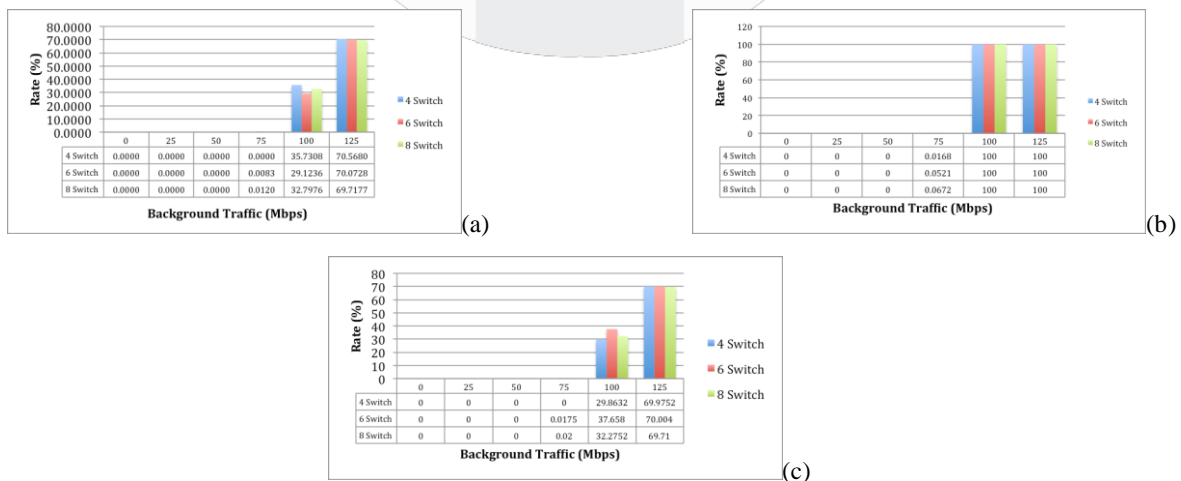 80.0000
70.0000
60.0000
50.0000
40.0000
30.0000
20.0000
10.0000
0.0000
Rate (%)
0 25 50 75 100 125
4 Switch 0.0000 0.0000 0.0000 0.0000 35.7308 70.5680
6 Switch 0.0000 0.0000 0.0000 0.0083 29.1236 70.0728
8 Switch 0.0000 0.0000 0.0000 0.0120 32.7976 69.7177
Background Traffic (Mbps)
4 Switch
6 Switch
8 Switch
(a)
120
100
80
60
40
20
0
Rate (%)
0 25 50 75 100 125
4 Switch 0 0 0 0.0168 100 100
6 Switch 0 0 0 0.0521 100 100
8 Switch 0 0 0 0.0672 100 100
Background Traffic (Mbps)
4 Switch
6 Switch
8 Switch
(b)
80
70
60
50
40
30
20
10
0
Rate (%)
0 25 50 75 100 125
4 Switch 0 0 0 0 29.8632 69.9752
6 Switch 0 0 0 0.0175 37.658 70.004
8 Switch 0 0 0 0.02 32.2752 69.71
Background Traffic (Mbps)
4 Switch
6 Switch
8 Switch
(c)